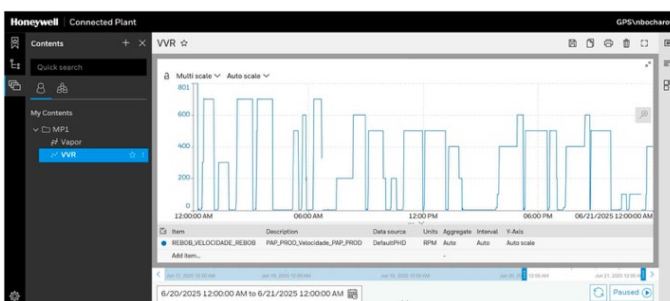 Honeywell | Connected Plant
GPS\nbocharo
Contents
VVR
Quick search
My Contents
MP1
Vapor
VVR
Multi scale Auto scale
801
600
400
200
0
12:00:00 AM 06:00 AM 12:00 PM 06:00 PM 06/21/2025 12:00:00 AM
Item Description Data source Units Aggregate Interval Y-Axis
REBOB_VELOCIDADE_REBOB PAP_PROD_Velocidade_PAP_PROD DefaultPHD RPM Auto Auto Auto scale
Add item... -
6/20/2025 12:00:00 AM to 6/21/2025 12:00:00 AM
Paused